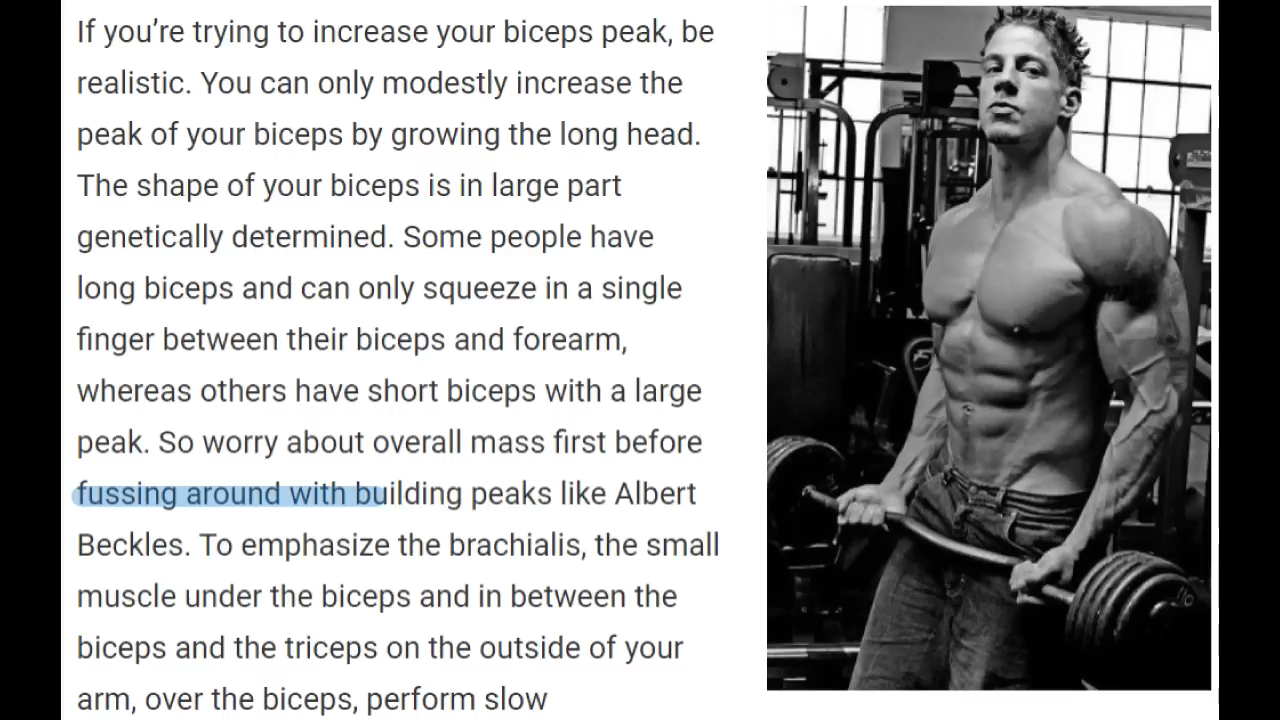 If you’re trying to increase your biceps peak, be
realistic. You can only modestly increase the
peak of your biceps by growing the long head.
The shape of your biceps is in large part
genetically determined. Some people have
long biceps and can only squeeze in a single
finger between their biceps and forearm,
whereas others have short biceps with a large
peak. So worry about overall mass first before
fussing around with building peaks like Albert
Beckles. To emphasize the brachialis, the small
muscle under the biceps and in between the
biceps and the triceps on the outside of your
arm, over the biceps, perform slow